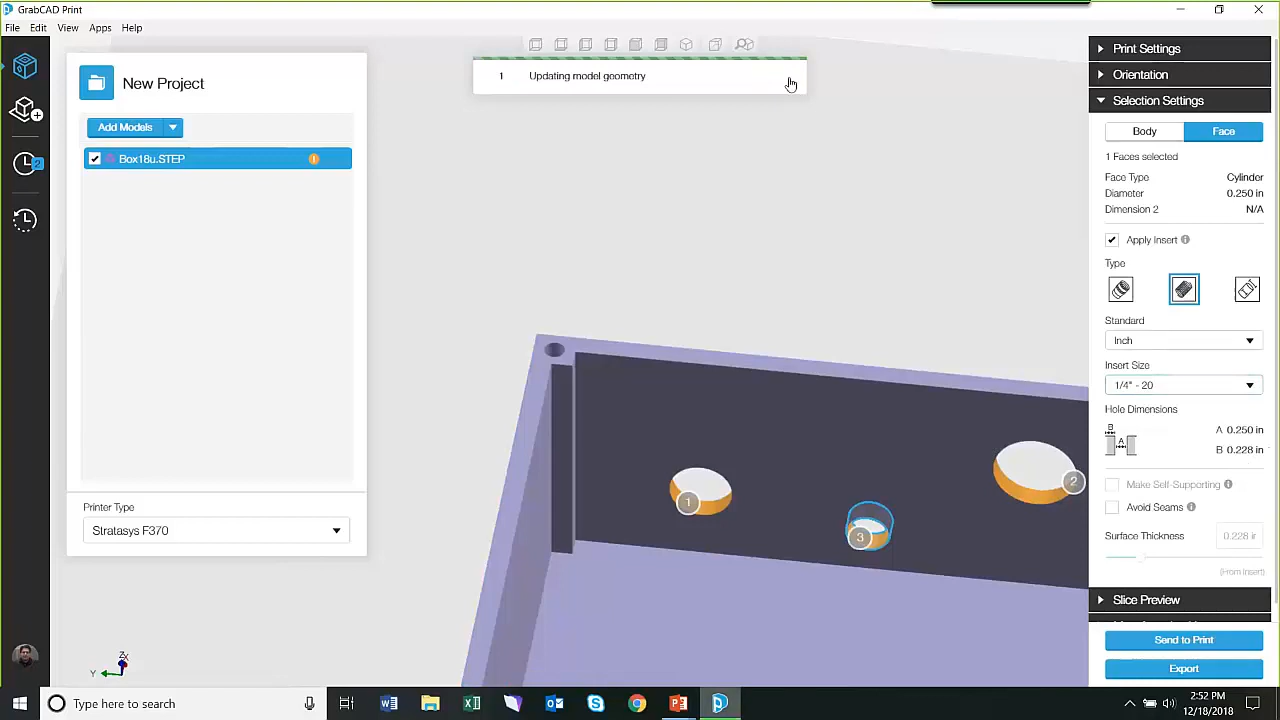 GrabCAD Print
File Edit View Apps Help
New Project
Add Models
Box18u.STEP
Printer Type
Stratasys F370
1 Updating model geometry
1
3
2
Print Settings
Orientation
Selection Settings
Body Face
1 Faces selected
Face Type Cylinder
Diameter 0.250 in
Dimension 2 N/A
Apply Insert
Type
Standard
Inch
Insert Size
1/4" - 20
Hole Dimensions
B
A
A 0.250 in
B 0.228 in
Make Self-Supporting
Avoid Seams
Surface Thickness 0.228 ir
(From Insert)
Slice Preview
Send to Print
Export
2
Y
Type here to search
2:52 PM
12/18/2018